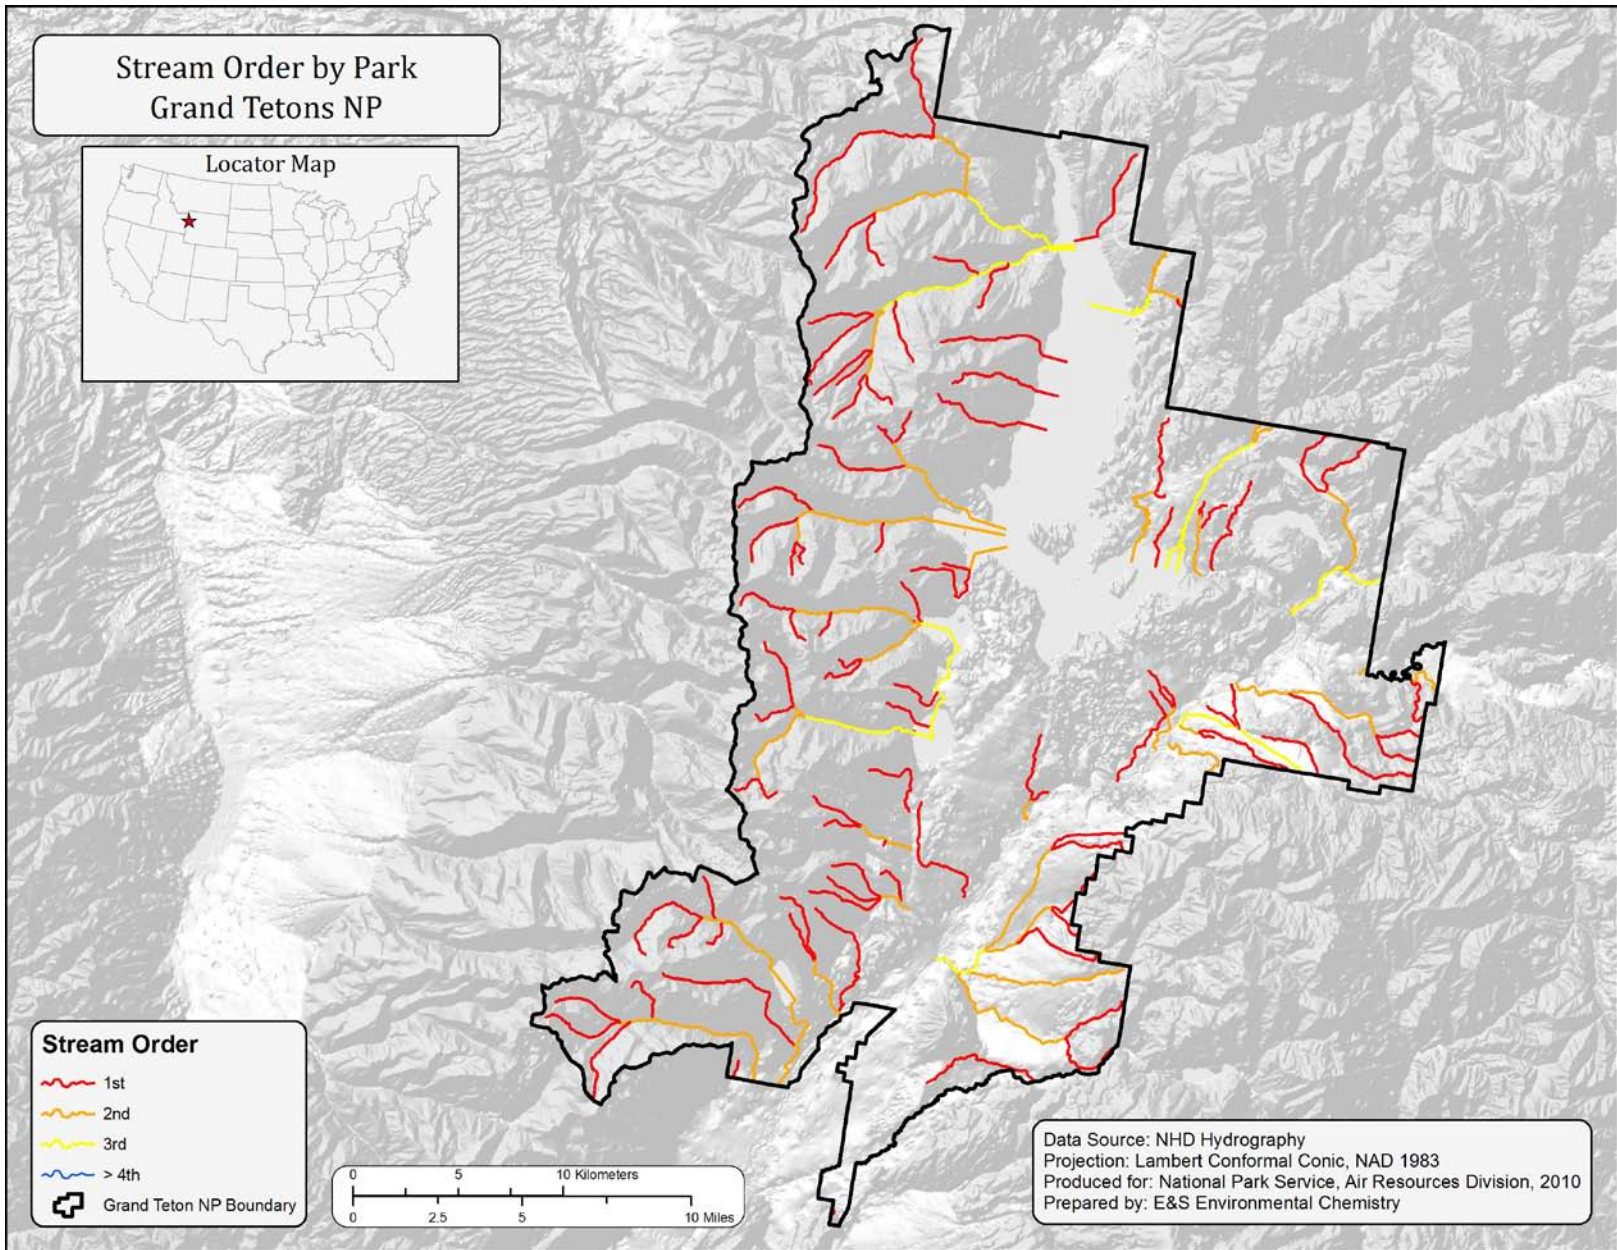 Stream Order by Park
Grand Tetons NP
Locator Map
Stream Order
1st
2nd
3rd
> 4th
Grand Teton NP Boundary
0 5 10 Kilometers
0 2.5 5 10 Miles
Data Source: NHD Hydrography
Projection: Lambert Conformal Conic, NAD 1983
Produced for: National Park Service, Air Resources Division, 2010
Prepared by: E&S Environmental Chemistry